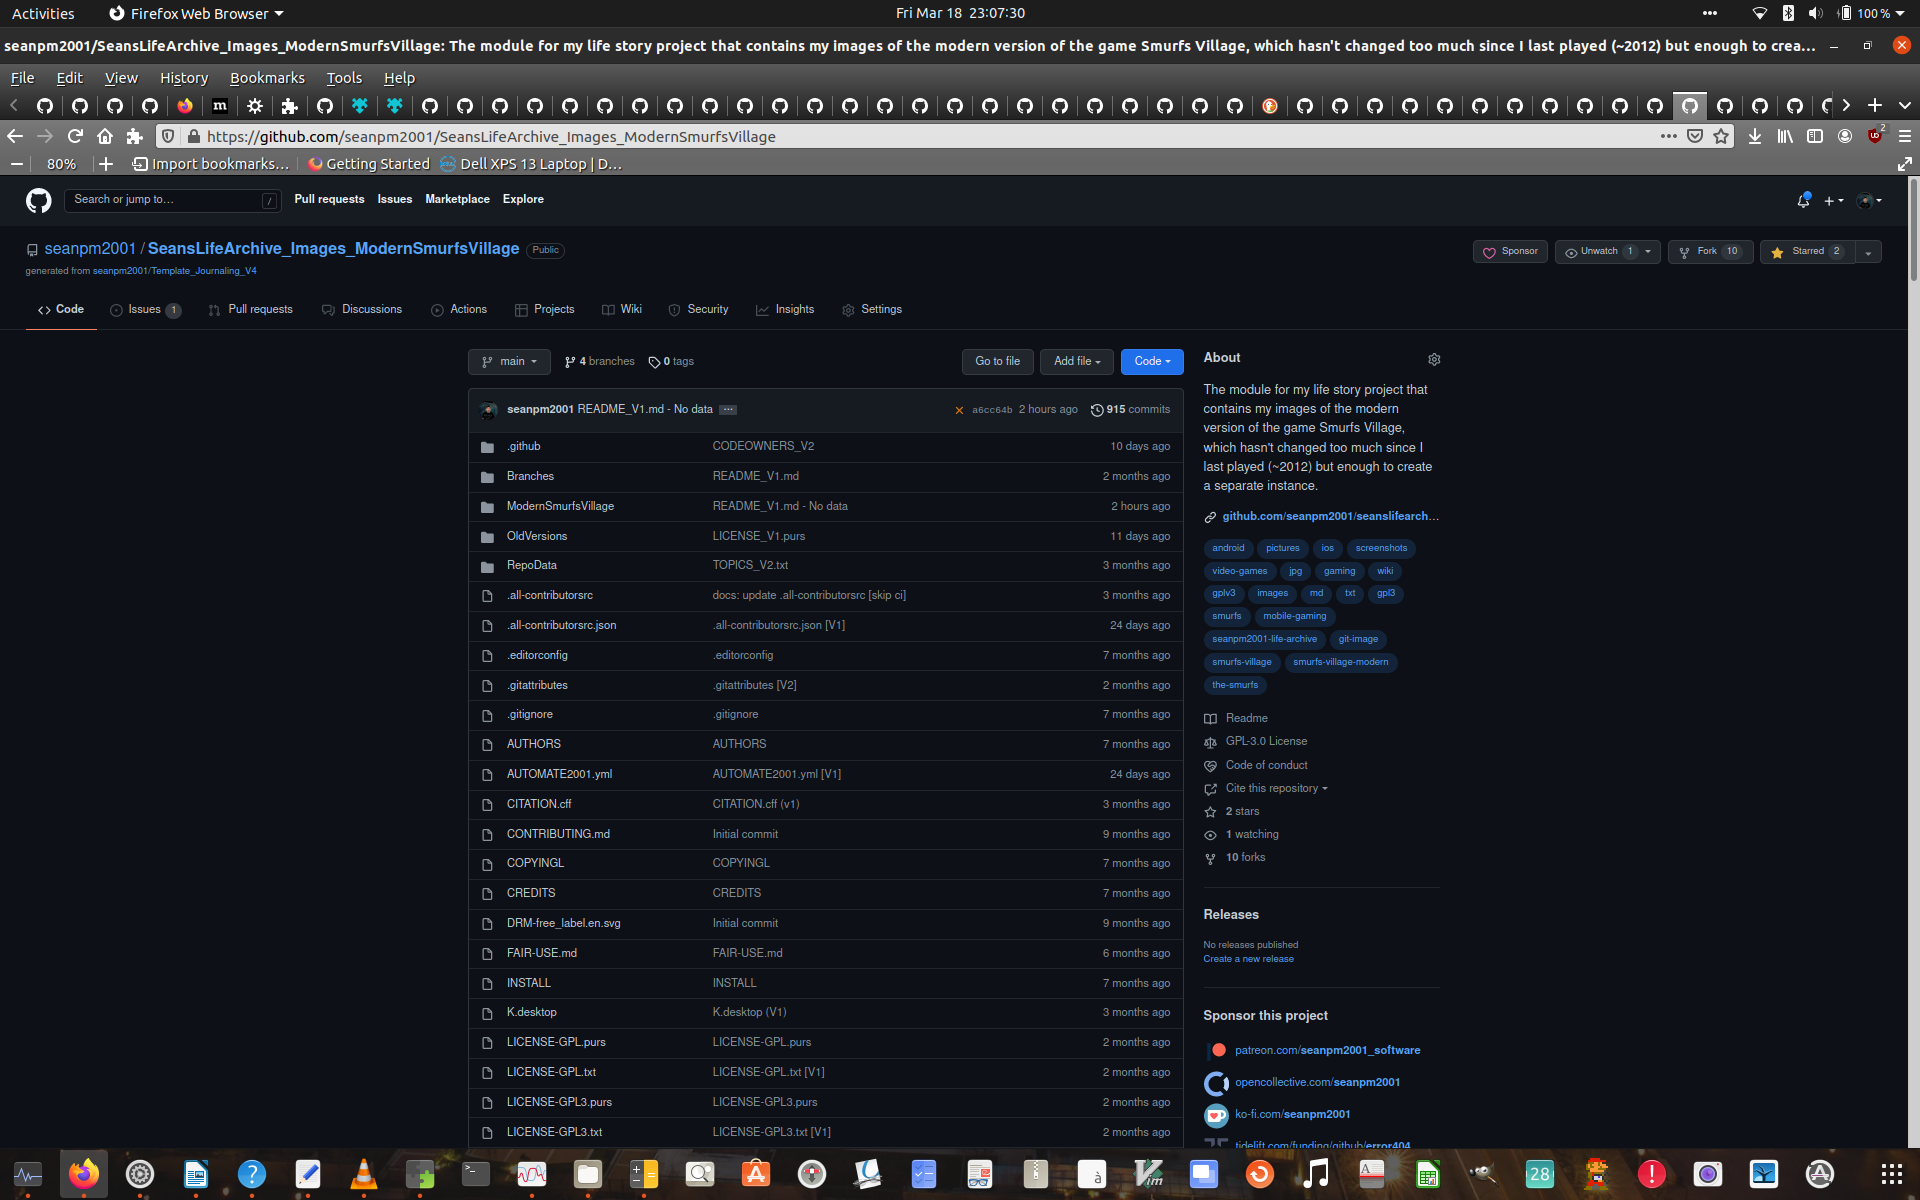 Activities Firefox Web Browser Fri Mar 18 23:07:30 100 %
seanpm2001/SeansLifeArchive_Images_ModernSmurfsVillage: The module for my life story project that contains my images of the modern version of the game Smurfs Village, which hasn't changed too much since I last played (~2012) but enough to crea…
File Edit View History Bookmarks Tools Help
https://github.com/seanpm2001/SeansLifeArchive_Images_ModernSmurfsVillage 2
80% Import bookmarks… Getting Started Dell XPS 13 Laptop | D…
Search or jump to… / Pull requests Issues Marketplace Explore
seanpm2001 / SeansLifeArchive_Images_ModernSmurfsVillage Public
Sponsor Unwatch 1 Fork 10 Starred 2
generated from seanpm2001/Template_Journaling_V4
Code Issues 1 Pull requests Discussions Actions Projects Wiki Security Insights Settings
main 4 branches 0 tags Go to file Add file Code
seanpm2001 README_V1.md - No data … a6cc64b 2 hours ago 915 commits
.github CODEOWNERS_V2 10 days ago
Branches README_V1.md 2 months ago
ModernSmurfsVillage README_V1.md - No data 2 hours ago
OldVersions LICENSE_V1.purs 11 days ago
RepoData TOPICS_V2.txt 3 months ago
.all-contributorsrc docs: update .all-contributorsrc [skip ci] 3 months ago
.all-contributorsrc.json .all-contributorsrc.json [V1] 24 days ago
.editorconfig .editorconfig 7 months ago
.gitattributes .gitattributes [V2] 2 months ago
.gitignore .gitignore 7 months ago
AUTHORS AUTHORS 7 months ago
AUTOMATE2001.yml AUTOMATE2001.yml [V1] 24 days ago
CITATION.cff CITATION.cff (v1) 3 months ago
CONTRIBUTING.md Initial commit 9 months ago
COPYINGL COPYINGL 7 months ago
CREDITS CREDITS 7 months ago
DRM-free_label.en.svg Initial commit 9 months ago
FAIR-USE.md FAIR-USE.md 6 months ago
INSTALL INSTALL 7 months ago
K.desktop K.desktop (V1) 3 months ago
LICENSE-GPL.purs LICENSE-GPL.purs 2 months ago
LICENSE-GPL.txt LICENSE-GPL.txt [V1] 2 months ago
LICENSE-GPL3.purs LICENSE-GPL3.purs 2 months ago
LICENSE-GPL3.txt LICENSE-GPL3.txt [V1] 2 months ago
About
The module for my life story project that
contains my images of the modern
version of the game Smurfs Village,
which hasn't changed too much since I
last played (~2012) but enough to create
a separate instance.
github.com/seanpm2001/seanslifearch…
android pictures ios screenshots
video-games jpg gaming wiki
gplv3 images md txt gpl3
smurfs mobile-gaming
seanpm2001-life-archive git-image
smurfs-village smurfs-village-modern
the-smurfs
Readme
GPL-3.0 License
Code of conduct
Cite this repository
2 stars
1 watching
10 forks
Releases
No releases published
Create a new release
Sponsor this project
patreon.com/seanpm2001_software
opencollective.com/seanpm2001
ko-fi.com/seanpm2001
tidelift.com/funding/github/error404
28